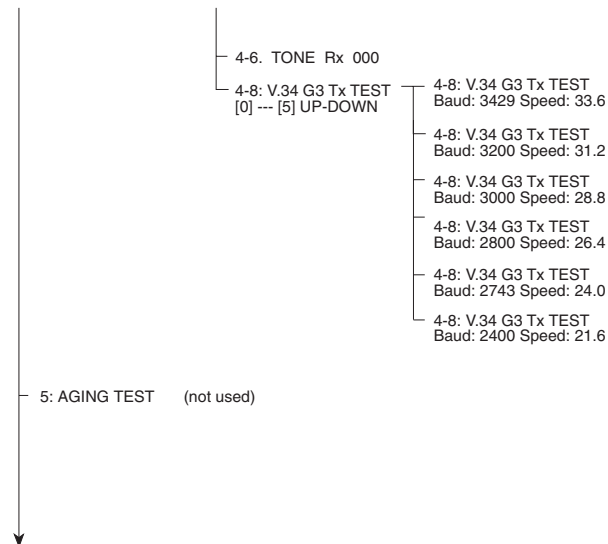 4-6. TONE Rx 000
4-8: V.34 G3 Tx TEST
[0] --- [5] UP-DOWN
4-8: V.34 G3 Tx TEST
Baud: 3429 Speed: 33.6
4-8: V.34 G3 Tx TEST
Baud: 3200 Speed: 31.2
4-8: V.34 G3 Tx TEST
Baud: 3000 Speed: 28.8
4-8: V.34 G3 Tx TEST
Baud: 2800 Speed: 26.4
4-8: V.34 G3 Tx TEST
Baud: 2743 Speed: 24.0
4-8: V.34 G3 Tx TEST
Baud: 2400 Speed: 21.6
5: AGING TEST (not used)